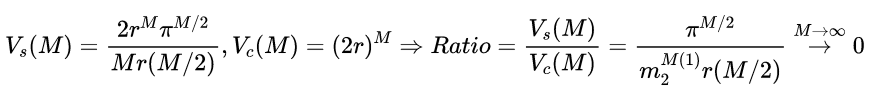 V_s(M) = \frac{2r^M \pi^{M/2}}{Mr(M/2)}, V_c(M) = (2r)^M \Rightarrow Ratio = \frac{V_s(M)}{V_c(M)} = \frac{\pi^{M/2}}{m_2^{M(1)} r(M/2)} \overset{M \to \infty}{\to} 0